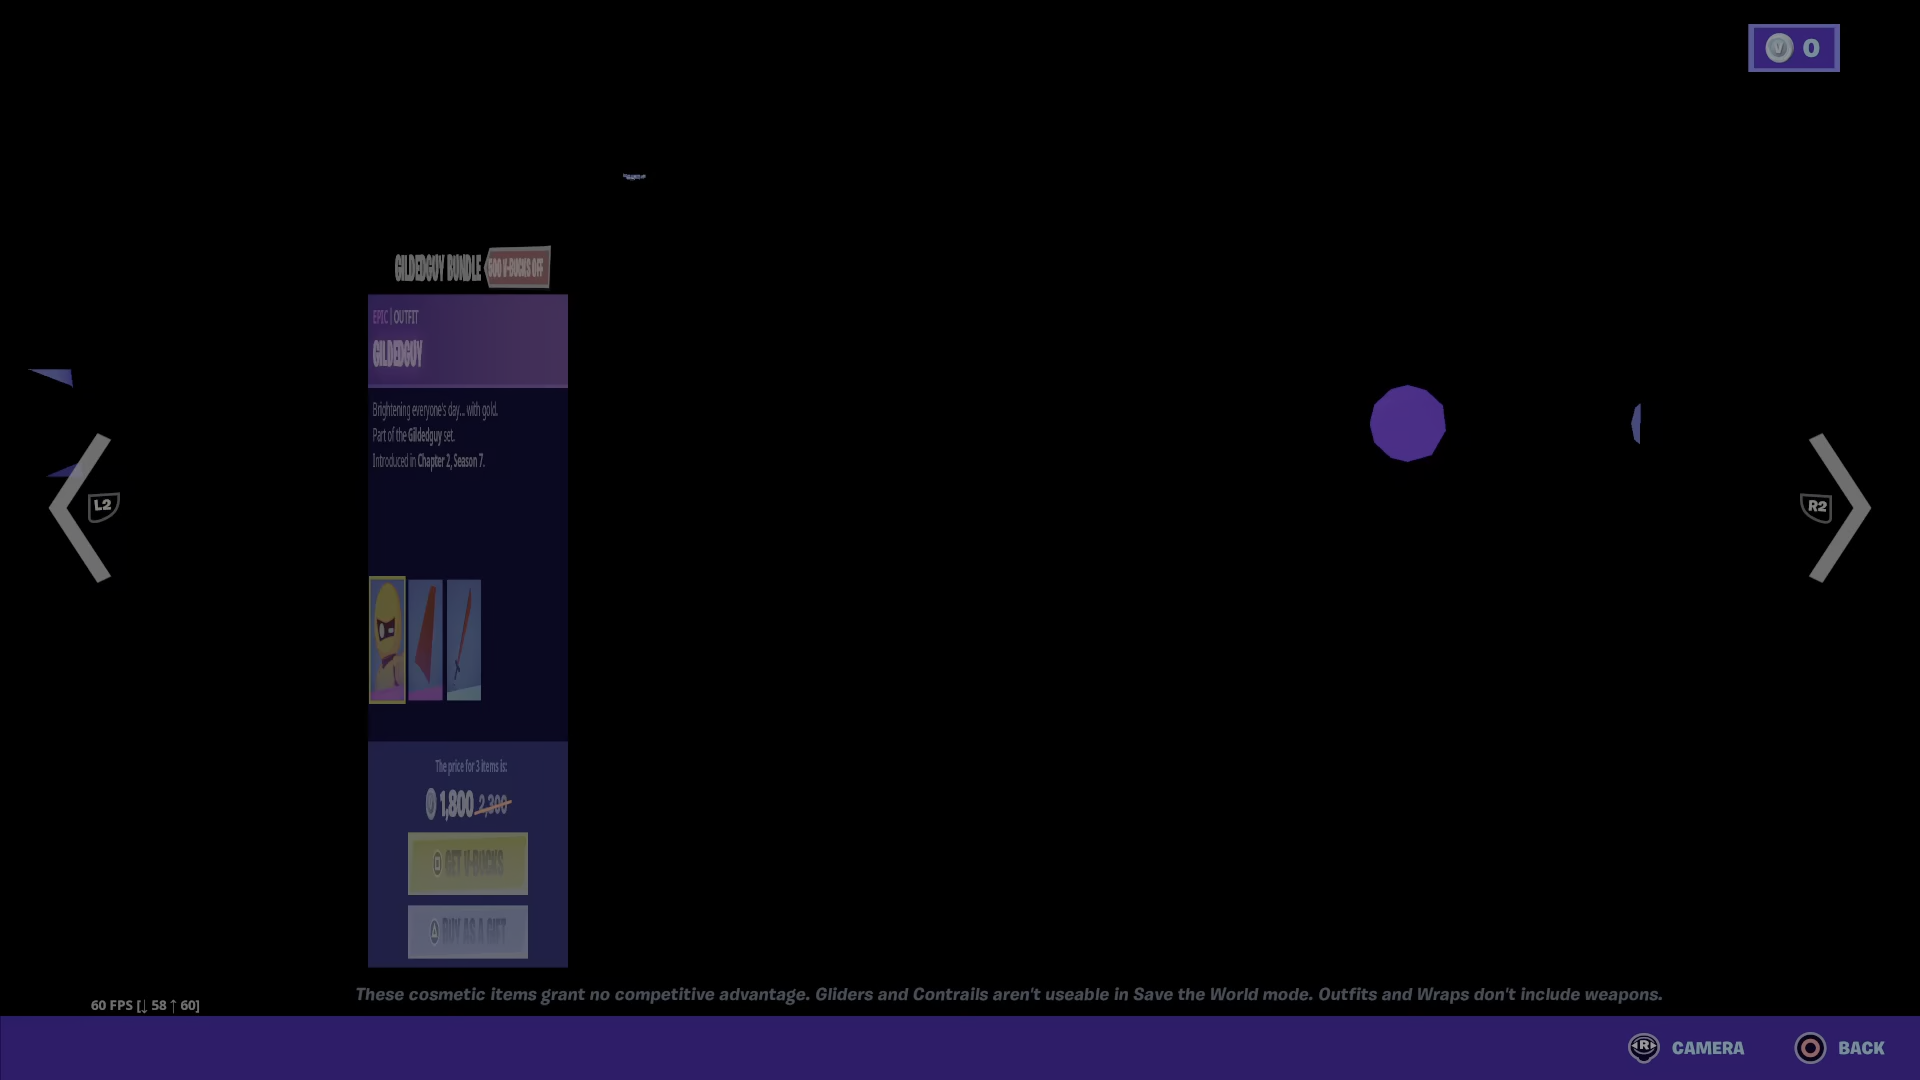 0
GILDEDGUY BUNDLE 500 V-BUCKS OFF
EPIC | OUTFIT
GILDEDGUY
Brightening everyone's day... with gold.
Part of the Gildedguy set.
Introduced in Chapter 2, Season 7.
L2
R2
The price for 3 items is:
1,800 2,300
GET V-BUCKS
BUY AS A GIFT
These cosmetic items grant no competitive advantage. Gliders and Contrails aren't useable in Save the World mode. Outfits and Wraps don't include weapons.
60 FPS [↓ 58 ↑ 60]
R CAMERA BACK